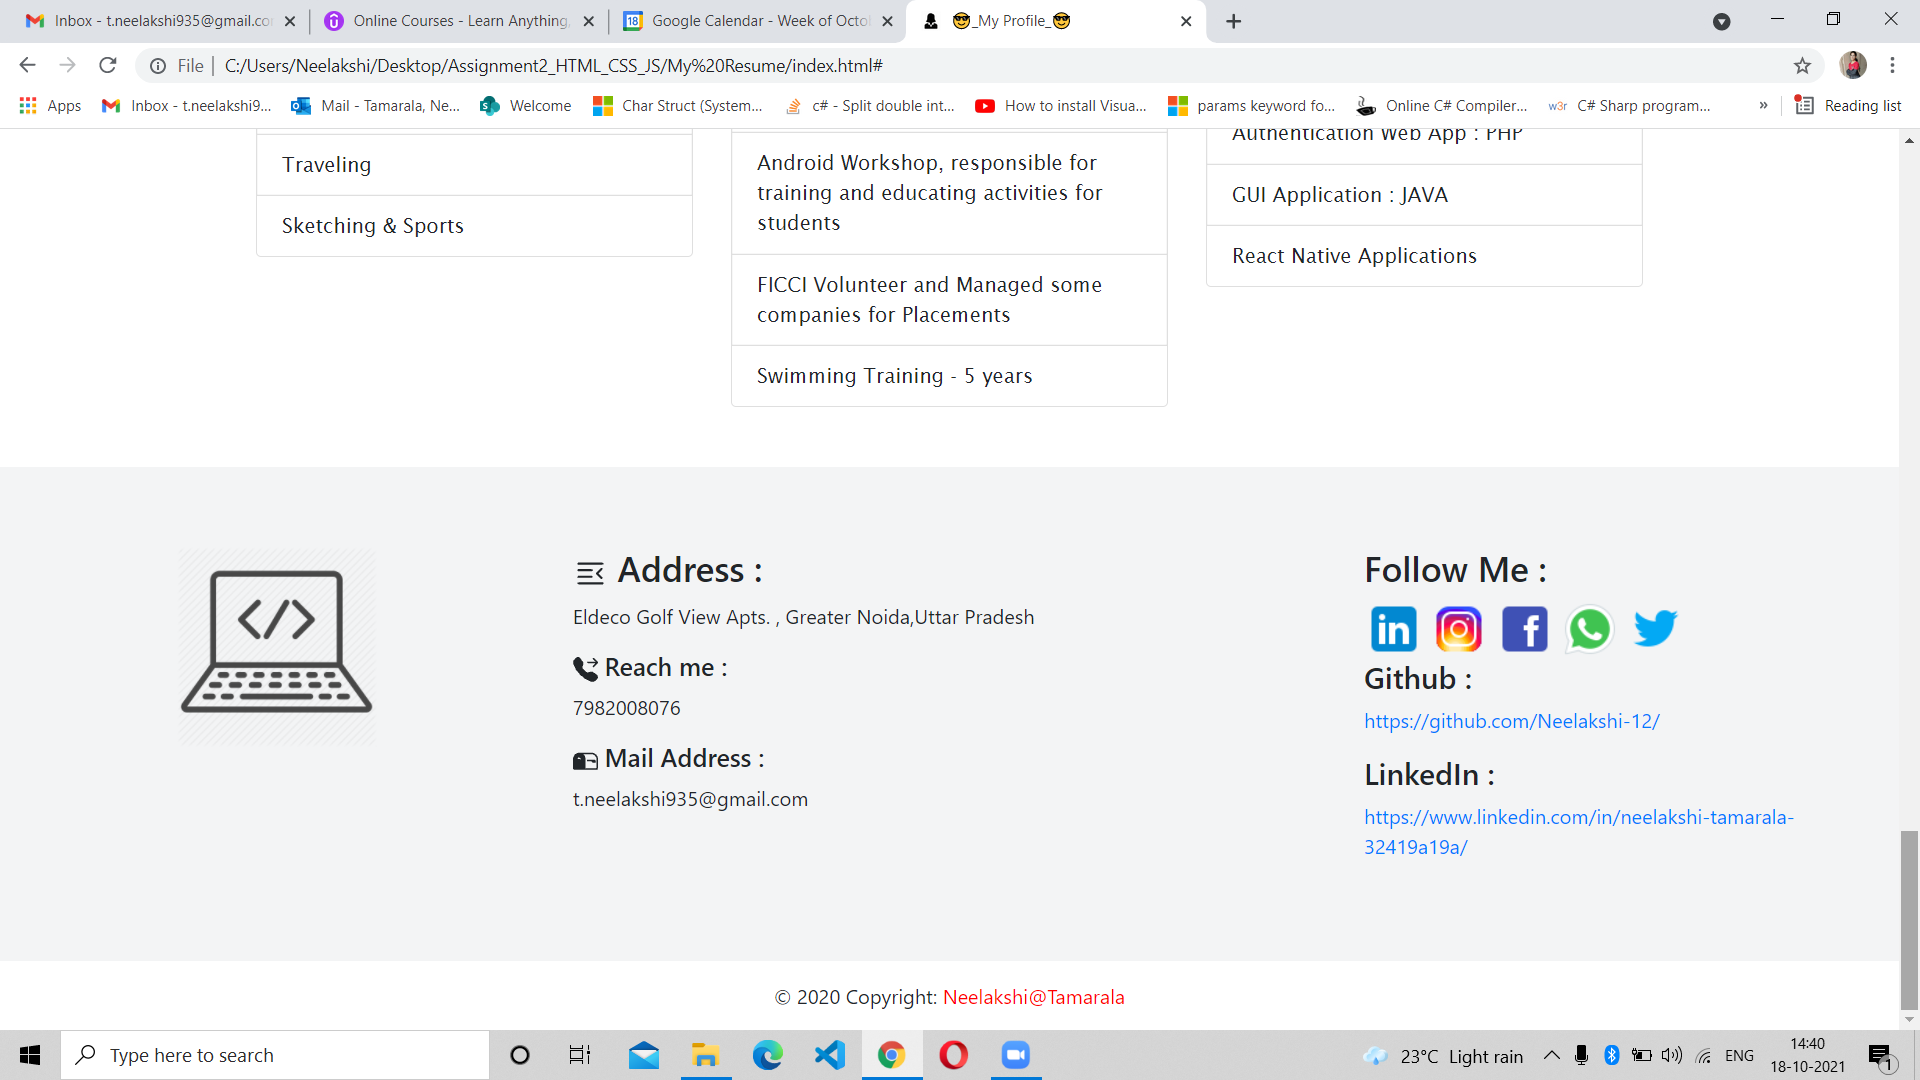 Inbox - t.neelakshi935@gmail.co
Online Courses - Learn Anything,
Google Calendar - Week of Octo
😎_My Profile_😎
File | C:/Users/Neelakshi/Desktop/Assignment2_HTML_CSS_JS/My%20Resume/index.html#
Apps
Inbox - t.neelakshi9...
Mail - Tamarala, Ne...
Welcome
Char Struct (System...
c# - Split double int...
How to install Visua...
params keyword fo...
Online C# Compiler...
w3r C# Sharp program...
»
Reading list
Traveling
Sketching & Sports
Android Workshop, responsible for
training and educating activities for
students
FICCI Volunteer and Managed some
companies for Placements
Swimming Training - 5 years
Authentication Web App : PHP
GUI Application : JAVA
React Native Applications
Address :
Eldeco Golf View Apts. , Greater Noida,Uttar Pradesh
Reach me :
7982008076
Mail Address :
t.neelakshi935@gmail.com
Follow Me :
Github :
https://github.com/Neelakshi-12/
LinkedIn :
https://www.linkedin.com/in/neelakshi-tamarala-
32419a19a/
© 2020 Copyright: Neelakshi@Tamarala
Type here to search
23°C Light rain
ENG
14:40
18-10-2021
1